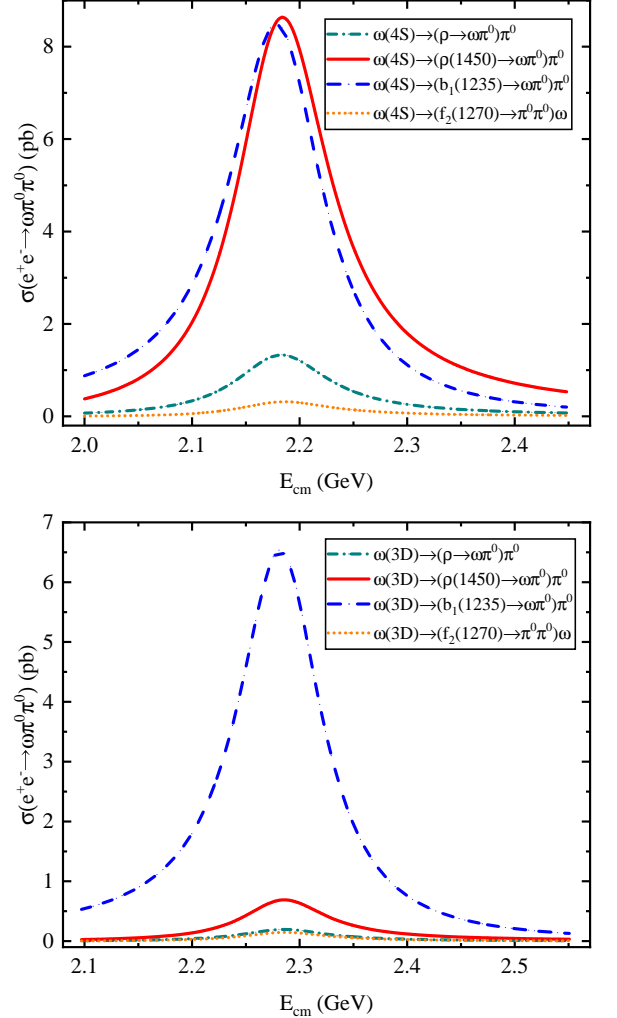 8
6
4
2
0
σ(e⁺e⁻→ωπ⁰π⁰) (pb)
ω(4S)→(ρ→ωπ⁰)π⁰
ω(4S)→(ρ(1450)→ωπ⁰)π⁰
ω(4S)→(b₁(1235)→ωπ⁰)π⁰
ω(4S)→(f₂(1270)→π⁰π⁰)ω
2.0 2.1 2.2 2.3 2.4
E_cm (GeV)
7
6
5
4
3
2
1
0
σ(e⁺e⁻→ωπ⁰π⁰) (pb)
ω(3D)→(ρ→ωπ⁰)π⁰
ω(3D)→(ρ(1450)→ωπ⁰)π⁰
ω(3D)→(b₁(1235)→ωπ⁰)π⁰
ω(3D)→(f₂(1270)→π⁰π⁰)ω
2.1 2.2 2.3 2.4 2.5
E_cm (GeV)